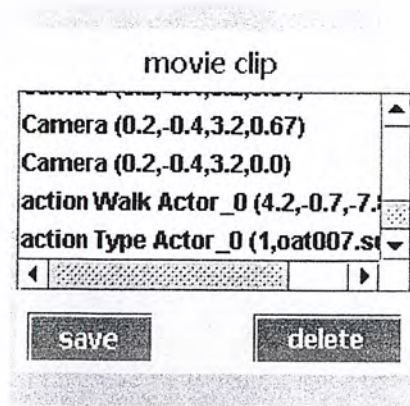 movie clip
Camera (0.2,-0.4,3.2,0.67)
Camera (0.2,-0.4,3.2,0.0)
action Walk Actor_0 (4.2,-0.7,-7.
action Type Actor_0 (1,oat007.s
save
delete